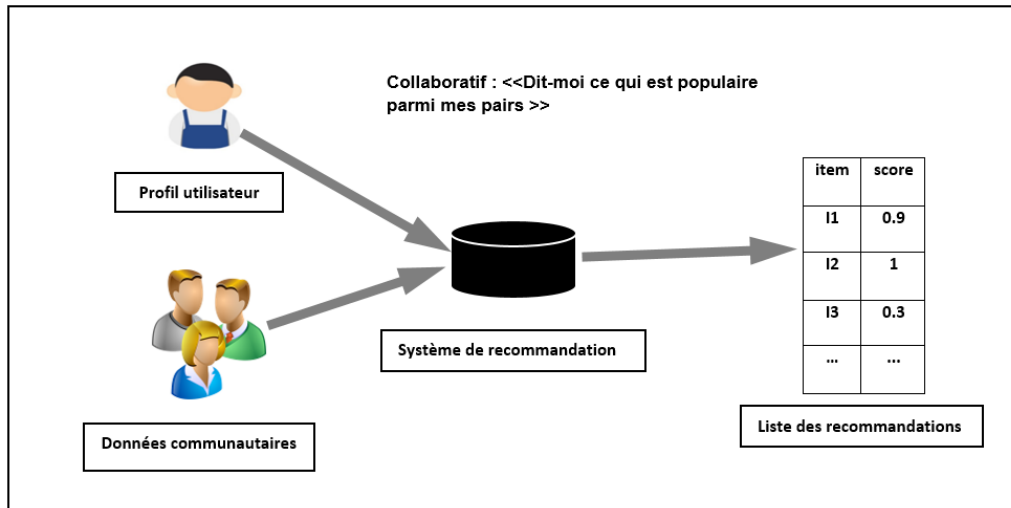 Collaboratif : <<Dit-moi ce qui est populaire
parmi mes pairs >>
Profil utilisateur
item score
I1 0.9
I2 1
I3 0.3
... ...
Système de recommandation
Données communautaires
Liste des recommandations